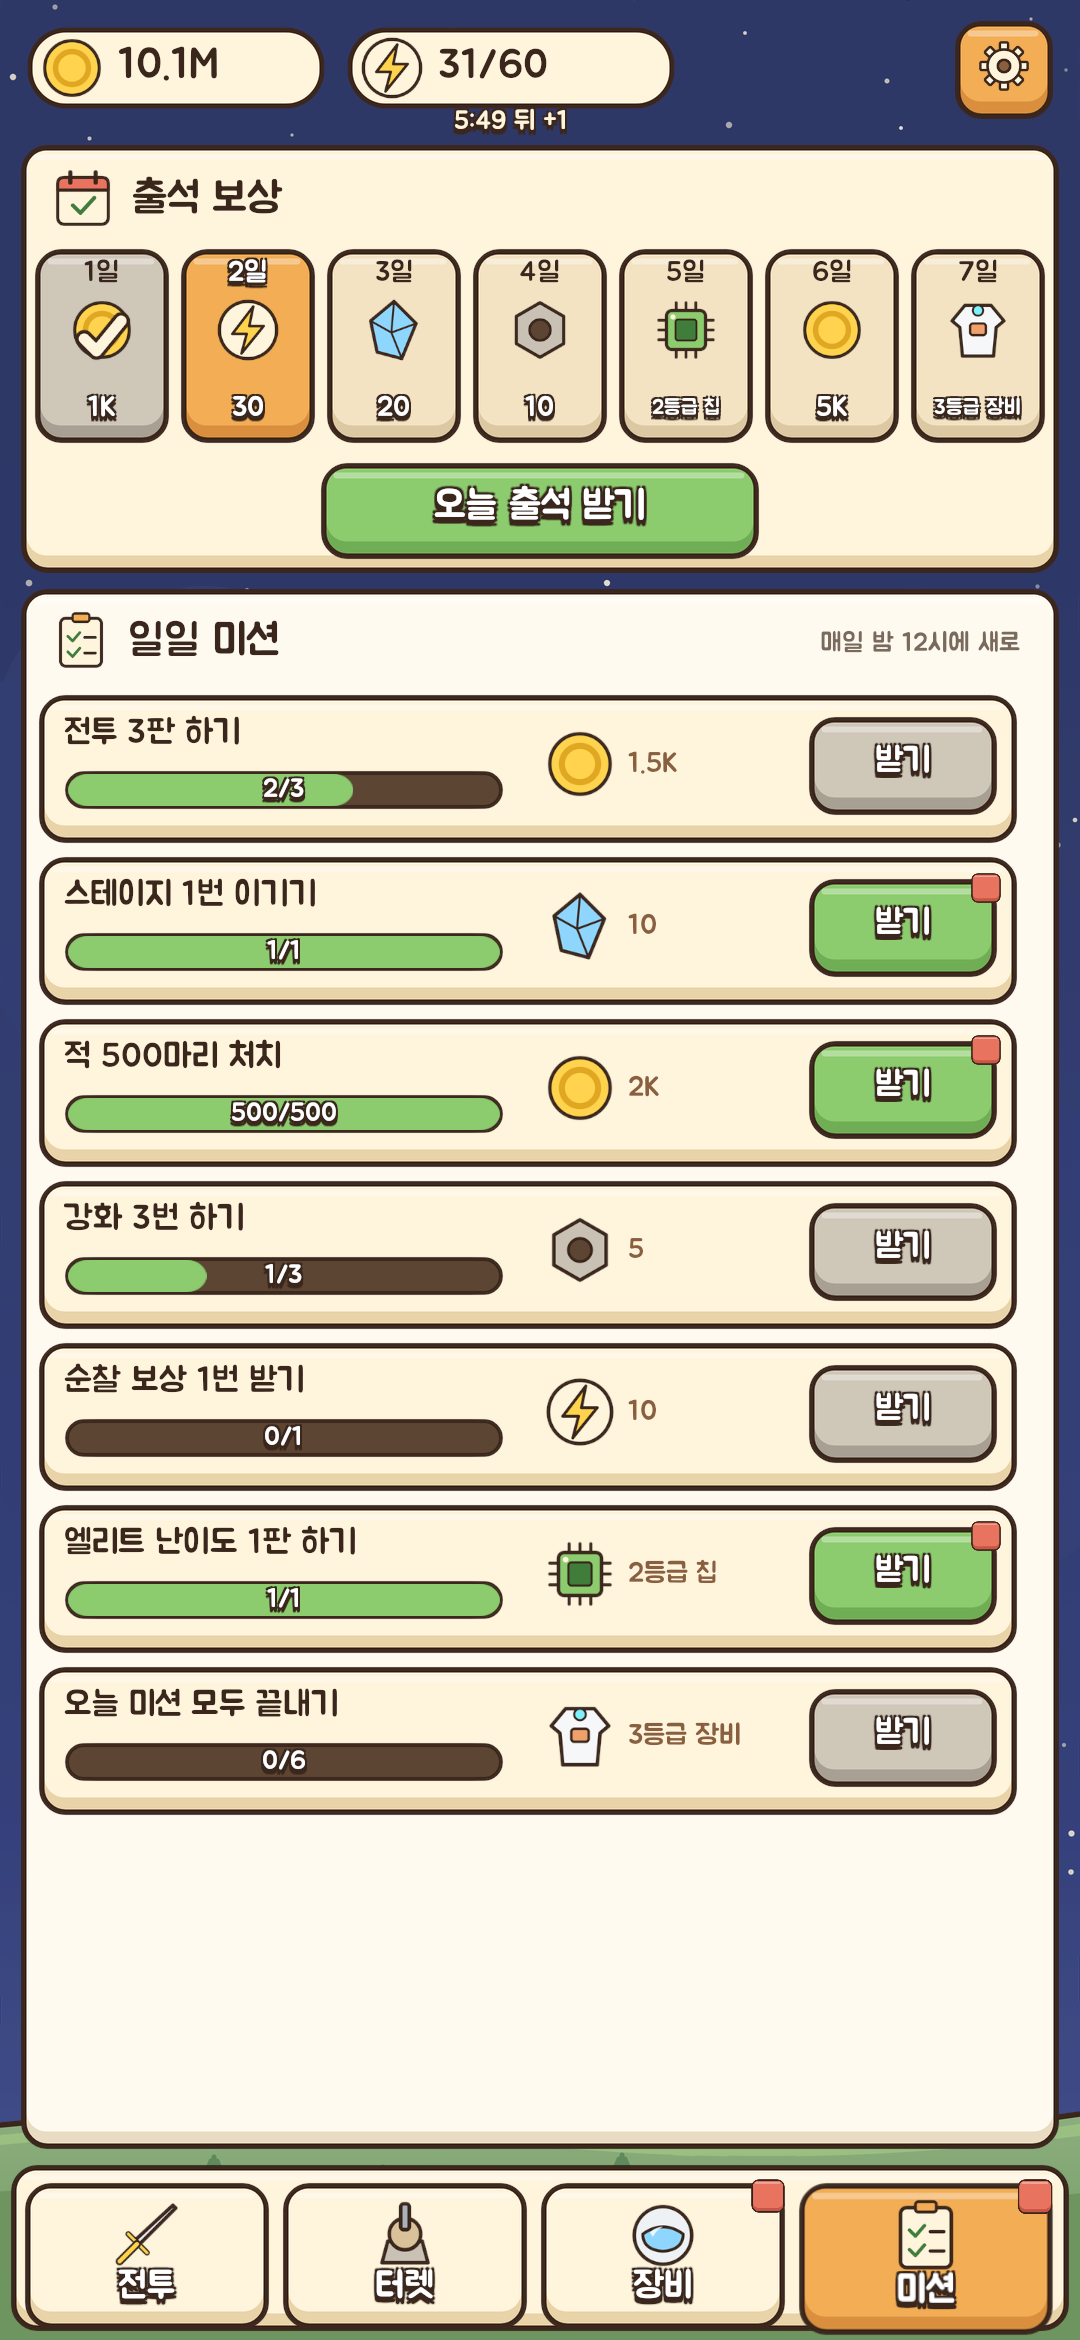 10.1M
31/60
5:49 뒤 +1
출석 보상
1일 2일 3일 4일 5일 6일 7일
1K 30 20 10 2등급 칩 5K 3등급 장비
오늘 출석 받기
일일 미션
매일 밤 12시에 새로
전투 3판 하기
2/3
1.5K
받기
스테이지 1번 이기기
1/1
10
받기
적 500마리 처치
500/500
2K
받기
강화 3번 하기
1/3
5
받기
순찰 보상 1번 받기
0/1
10
받기
엘리트 난이도 1판 하기
1/1
2등급 칩
받기
오늘 미션 모두 끝내기
0/6
3등급 장비
받기
전투 터렛 장비 미션